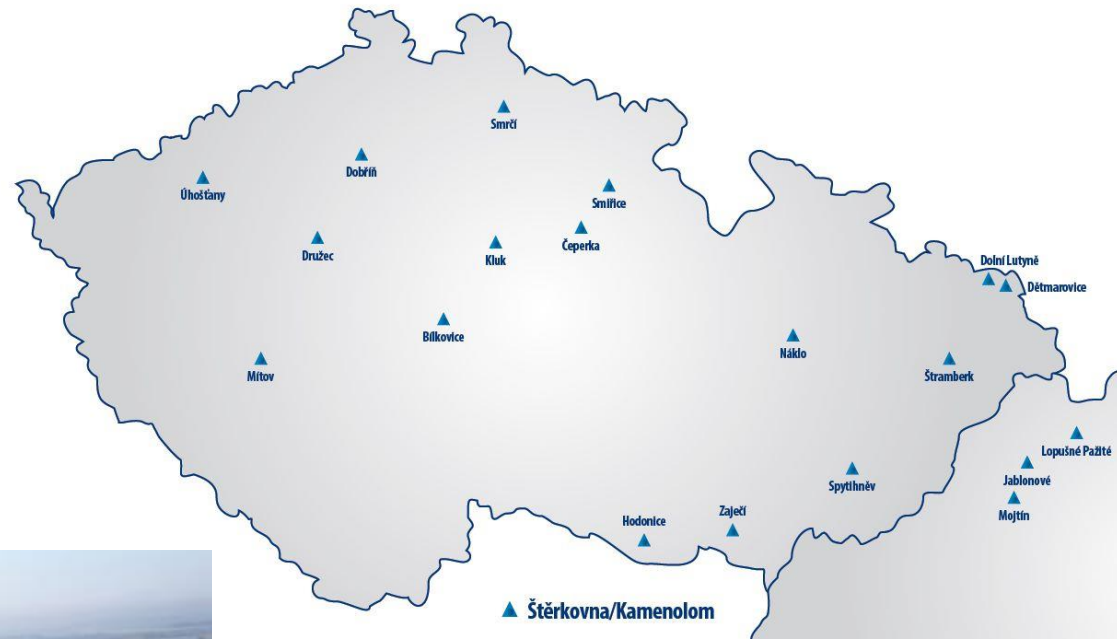 Smrčí
Dobříň
Úhošťany
Smiřice
Čeperka
Družec
Kluk
Dolní Lutyně
Dětmarovice
Bílkovice
Náklo
Mítov
Štramberk
Lopušné Pažité
Jablonové
Spytihněv
Mojtín
Zaječí
Hodonice
Štěrkovna/Kamenolom